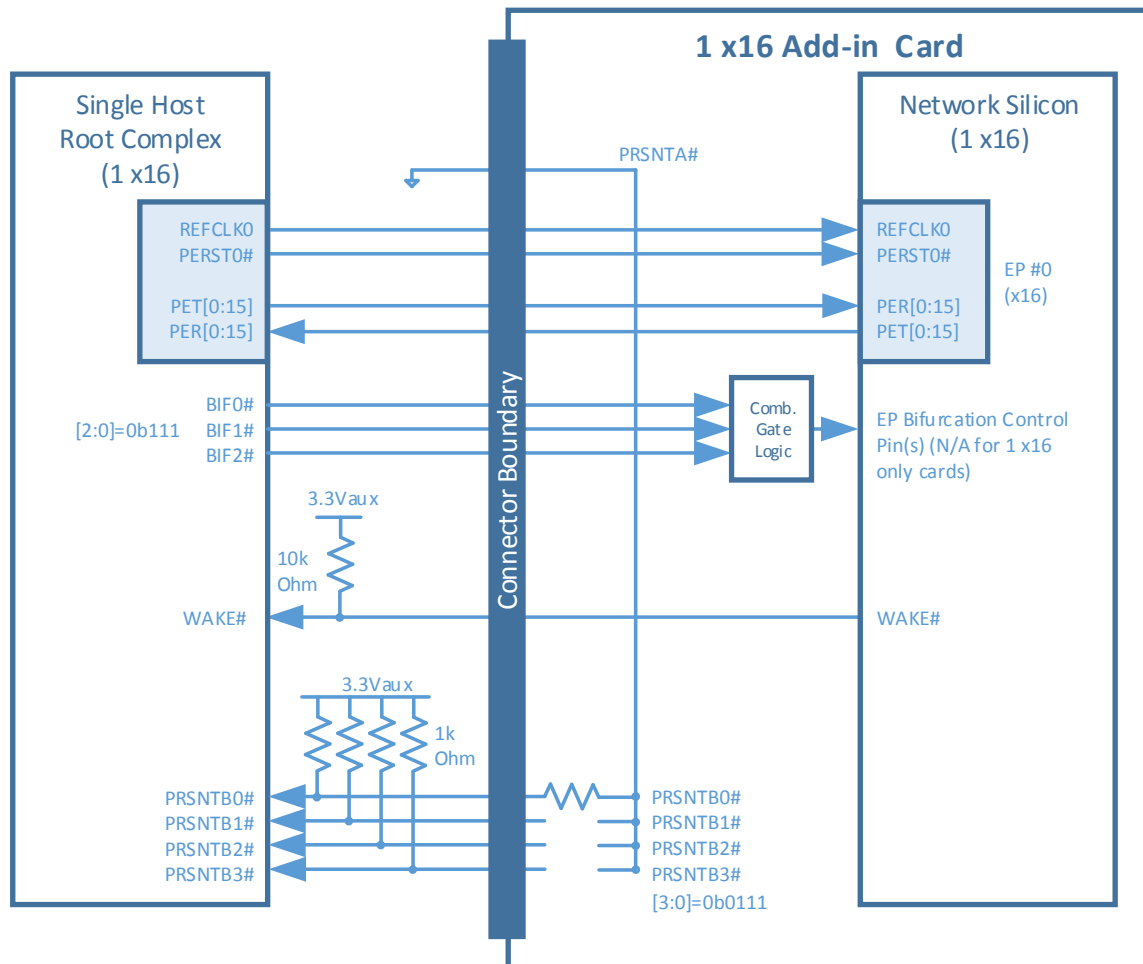 1 x16 Add-in Card
Single Host
Root Complex
(1 x16)
Network Silicon
(1 x16)
PRSNTA#
REFCLK0
PERST0#
PET[0:15]
PER[0:15]
REFCLK0
PERST0#
PER[0:15]
PET[0:15]
EP #0
(x16)
BIF0#
[2:0]=0b111
BIF1#
BIF2#
Comb.
Gate
Logic
EP Bifurcation Control
Pin(s) (N/A for 1 x16
only cards)
Connector Boundary
3.3Vaux
10k
Ohm
WAKE#
WAKE#
3.3Vaux
1k
Ohm
PRSNTB0#
PRSNTB1#
PRSNTB2#
PRSNTB3#
PRSNTB0#
PRSNTB1#
PRSNTB2#
PRSNTB3#
[3:0]=0b0111